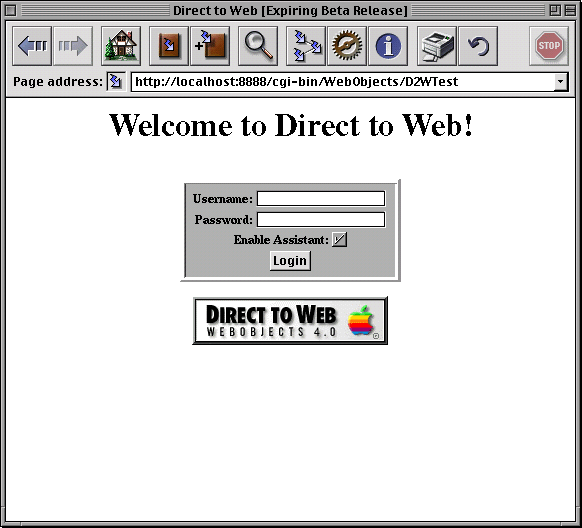 Direct to Web [Expiring Beta Release]
STOP
Page address: http://localhost:8888/cgi-bin/WebObjects/D2WTest
Welcome to Direct to Web!
Username:
Password:
Enable Assistant:
Login
DIRECT TO WEB
WEBOBJECTS 4.0